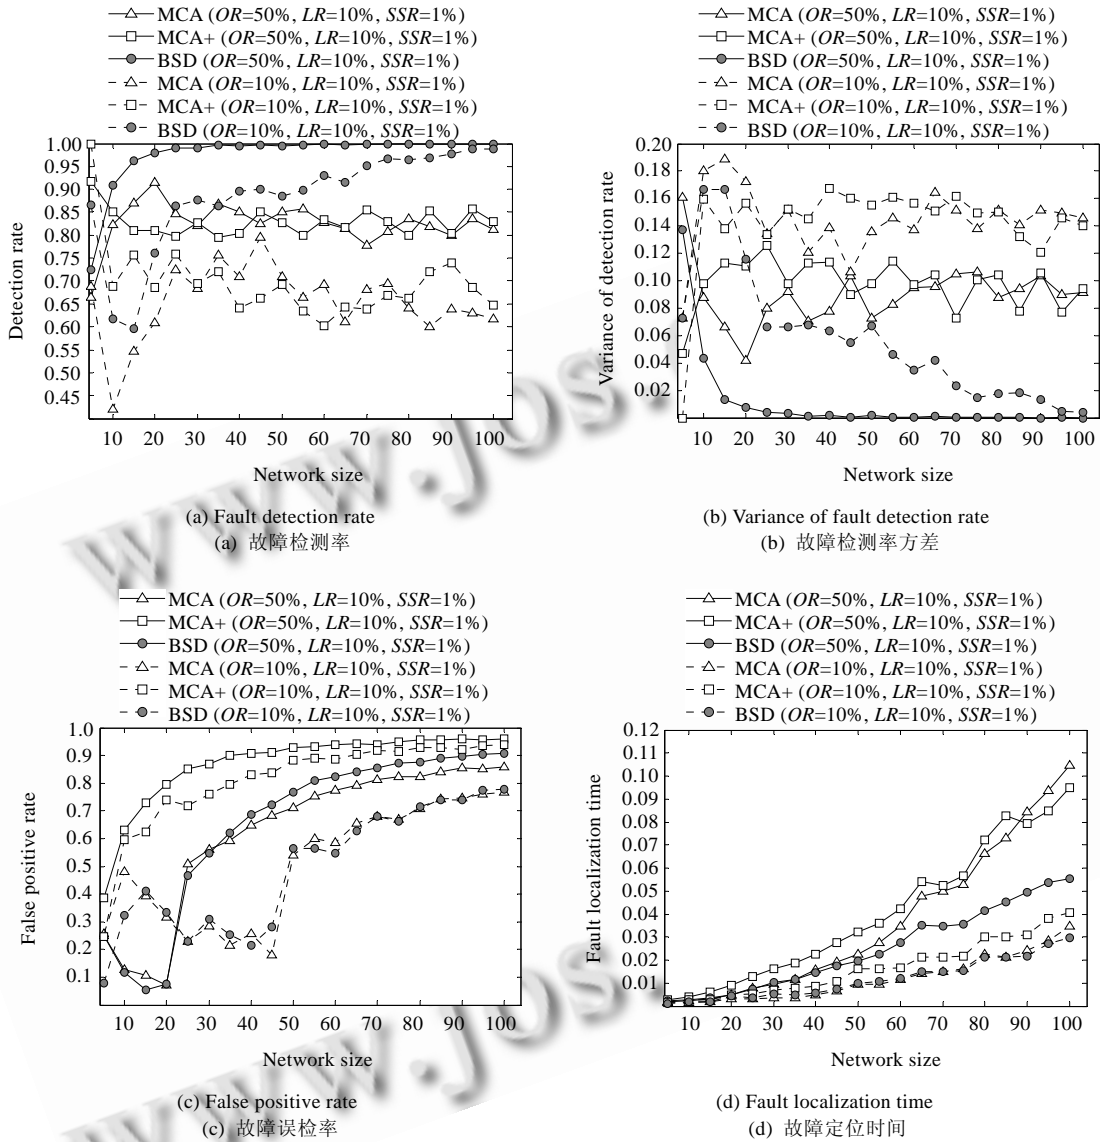 MCA (OR=50%, LR=10%, SSR=1%)
MCA+ (OR=50%, LR=10%, SSR=1%)
BSD (OR=50%, LR=10%, SSR=1%)
MCA (OR=10%, LR=10%, SSR=1%)
MCA+ (OR=10%, LR=10%, SSR=1%)
BSD (OR=10%, LR=10%, SSR=1%)
1.00
0.95
0.90
0.85
0.80
0.75
0.70
0.65
0.60
0.55
0.50
0.45
Detection rate
10 20 30 40 50 60 70 80 90 100
Network size
(a) Fault detection rate
(a) 故障检测率
MCA (OR=50%, LR=10%, SSR=1%)
MCA+ (OR=50%, LR=10%, SSR=1%)
BSD (OR=50%, LR=10%, SSR=1%)
MCA (OR=10%, LR=10%, SSR=1%)
MCA+ (OR=10%, LR=10%, SSR=1%)
BSD (OR=10%, LR=10%, SSR=1%)
0.20
0.18
0.16
0.14
0.12
0.10
0.08
0.06
0.04
0.02
Variance of detection rate
10 20 30 40 50 60 70 80 90 100
Network size
(b) Variance of fault detection rate
(b) 故障检测率方差
MCA (OR=50%, LR=10%, SSR=1%)
MCA+ (OR=50%, LR=10%, SSR=1%)
BSD (OR=50%, LR=10%, SSR=1%)
MCA (OR=10%, LR=10%, SSR=1%)
MCA+ (OR=10%, LR=10%, SSR=1%)
BSD (OR=10%, LR=10%, SSR=1%)
1.0
0.9
0.8
0.7
0.6
0.5
0.4
0.3
0.2
0.1
False positive rate
10 20 30 40 50 60 70 80 90 100
Network size
(c) False positive rate
(c) 故障误检率
MCA (OR=50%, LR=10%, SSR=1%)
MCA+ (OR=50%, LR=10%, SSR=1%)
BSD (OR=50%, LR=10%, SSR=1%)
MCA (OR=10%, LR=10%, SSR=1%)
MCA+ (OR=10%, LR=10%, SSR=1%)
BSD (OR=10%, LR=10%, SSR=1%)
0.12
0.11
0.10
0.09
0.08
0.07
0.06
0.05
0.04
0.03
0.02
0.01
Fault localization time
10 20 30 40 50 60 70 80 90 100
Network size
(d) Fault localization time
(d) 故障定位时间
www.jos.
www.jos.